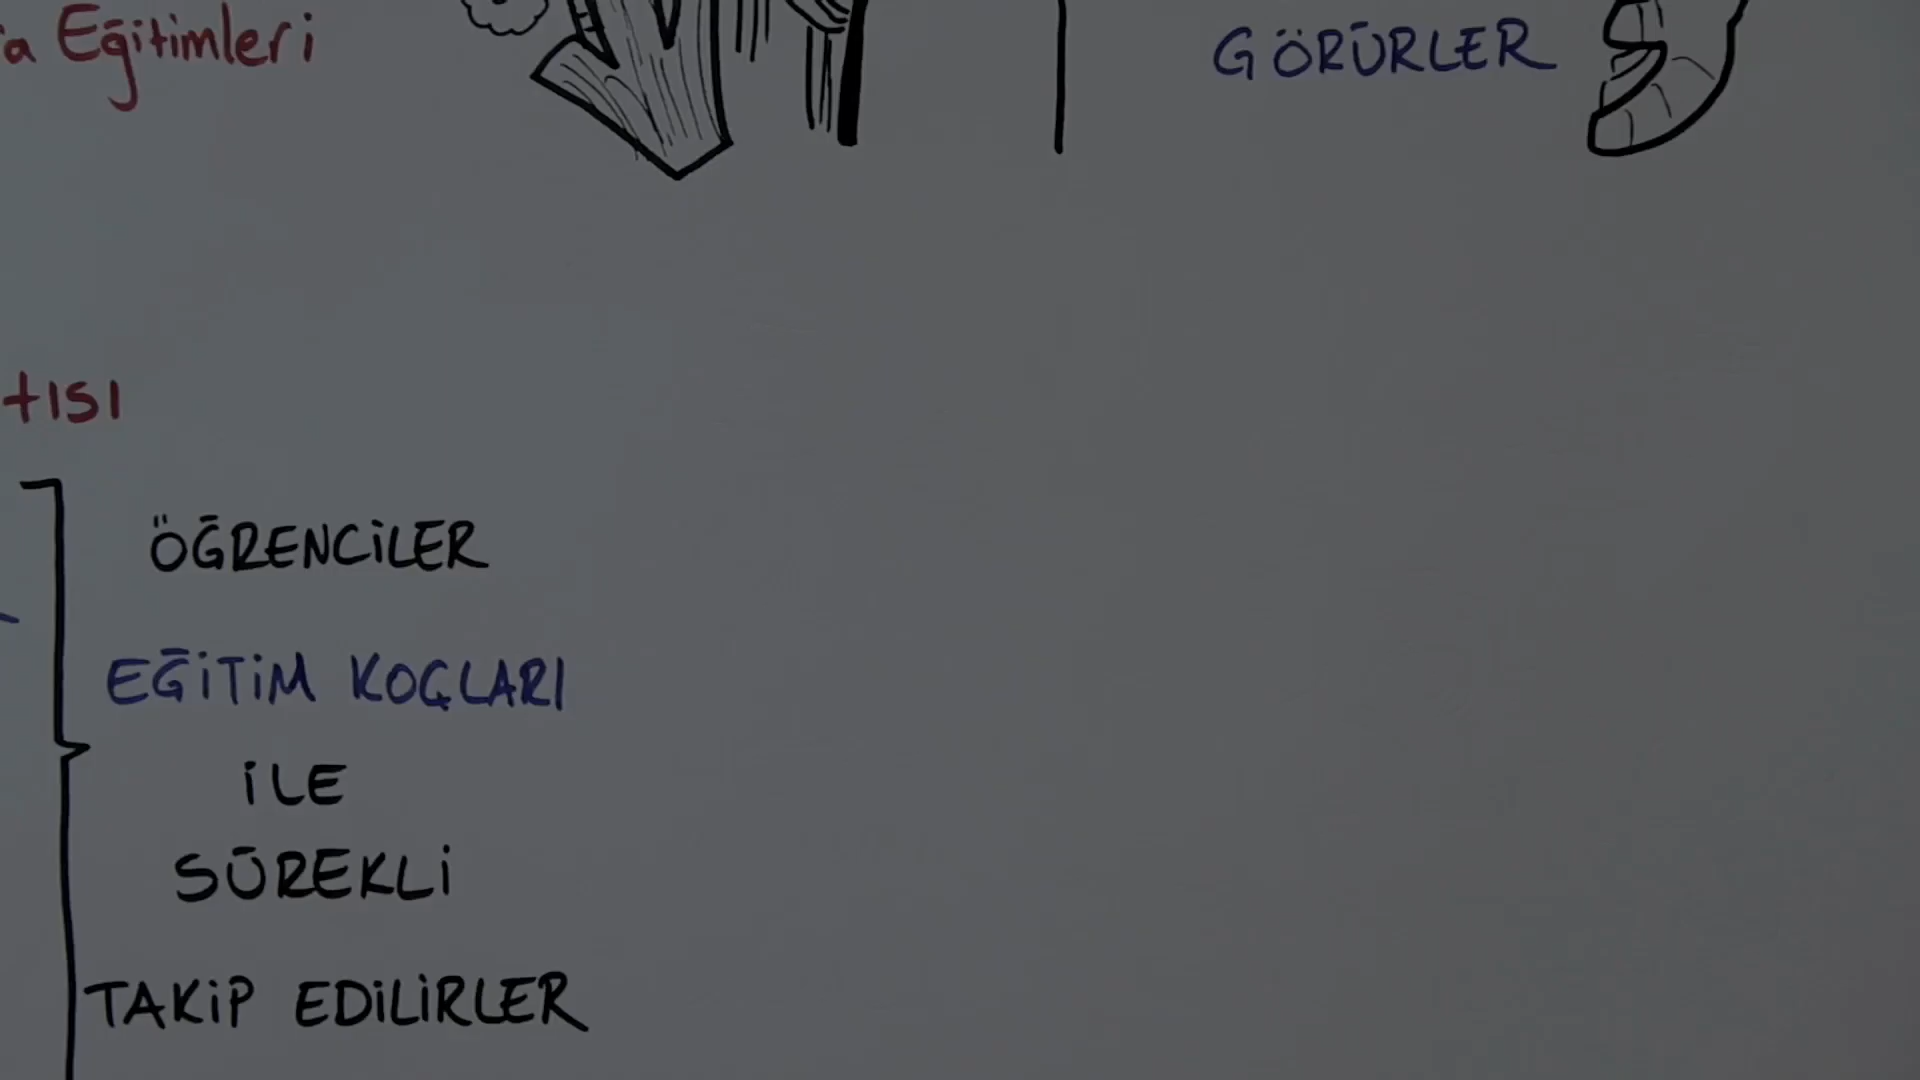 Eğitimleri
GÖRÜRLER
ÖĞRENCİLER
EĞİTİM KOÇLARI
İLE
SÜREKLİ
TAKİP EDİLİRLER